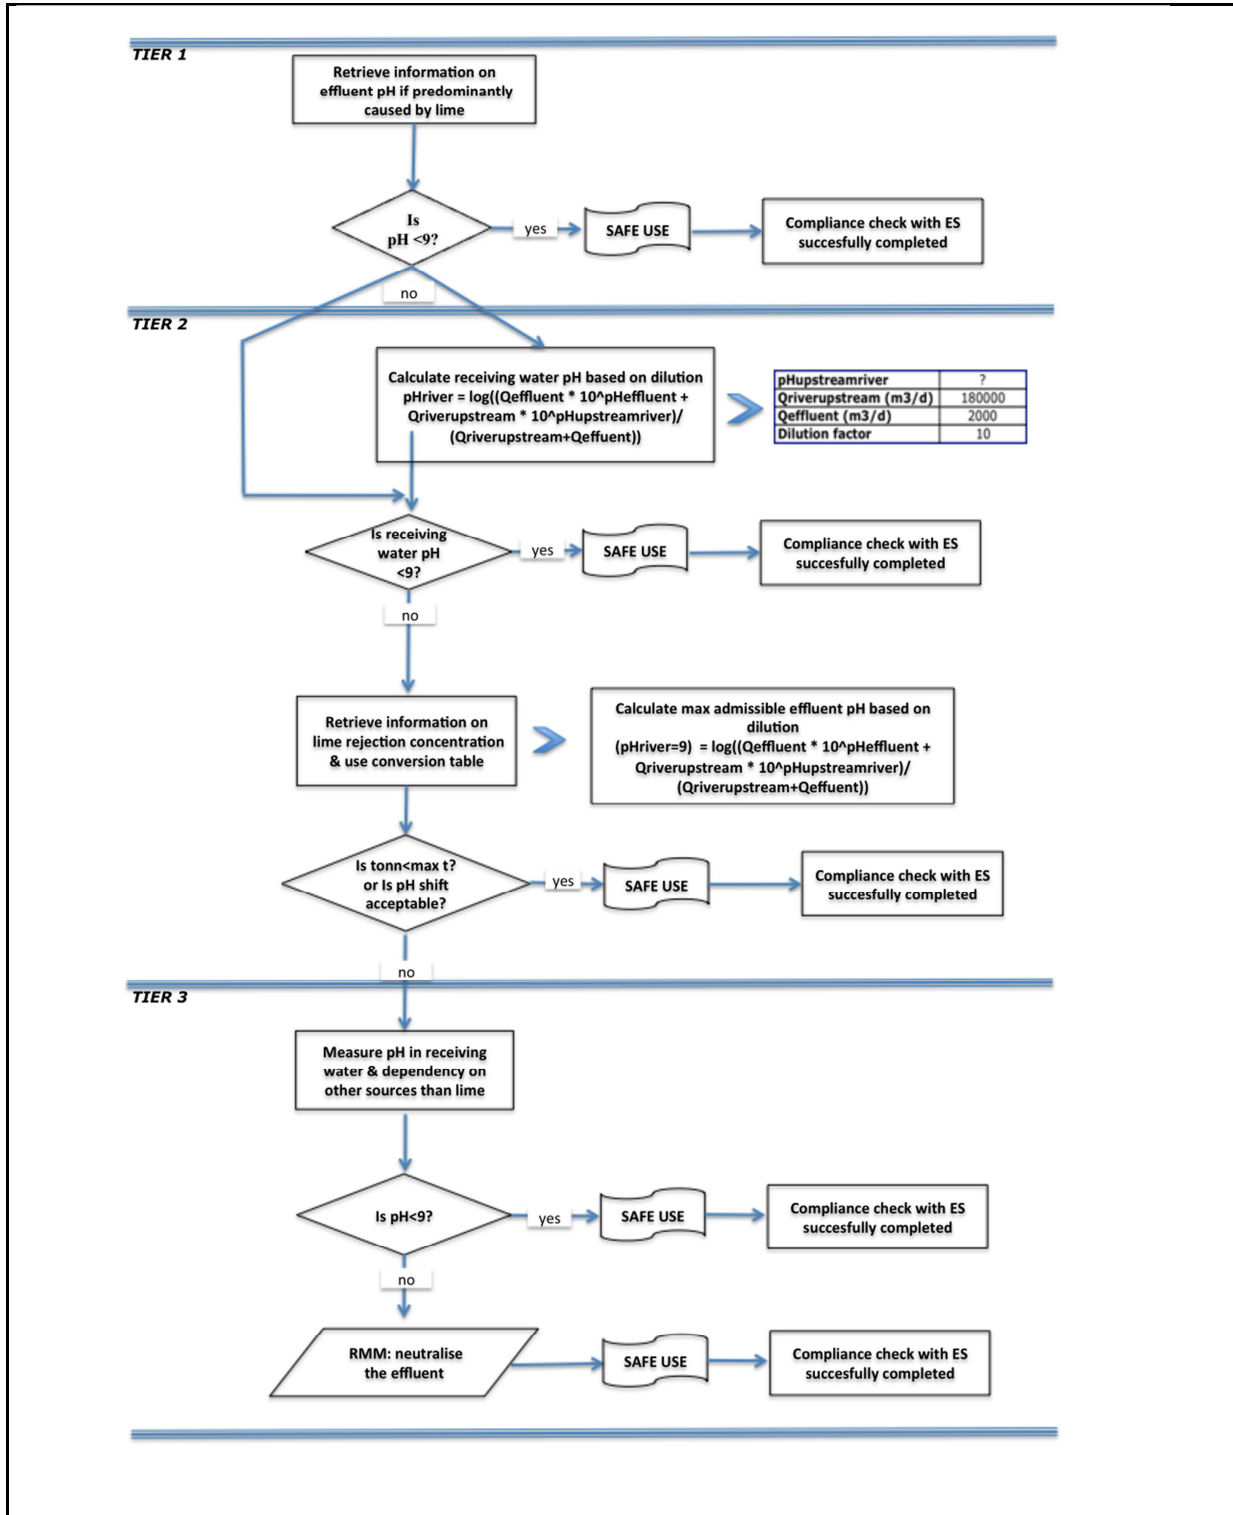 TIER 1
Retrieve information on
effluent pH if predominantly
caused by lime
Is
pH <9?
yes
SAFE USE
Compliance check with ES
succesfully completed
no
TIER 2
Calculate receiving water pH based on dilution
pHriver = log((Qeffluent * 10^pHeffluent +
Qriverupstream * 10^pHupstreamriver)/
(Qriverupstream+Qeffuent))
pHupstreamriver ?
Qriverupstream (m3/d) 180000
Qeffluent (m3/d) 2000
Dilution factor 10
Is receiving
water pH
<9?
yes
SAFE USE
Compliance check with ES
succesfully completed
no
Retrieve information on
lime rejection concentration
& use conversion table
Calculate max admissible effluent pH based on
dilution
(pHriver=9) = log((Qeffluent * 10^pHeffluent +
Qriverupstream * 10^pHupstreamriver)/
(Qriverupstream+Qeffuent))
Is tonn<max t?
or Is pH shift
acceptable?
yes
SAFE USE
Compliance check with ES
succesfully completed
no
TIER 3
Measure pH in receiving
water & dependency on
other sources than lime
Is pH<9?
yes
SAFE USE
Compliance check with ES
succesfully completed
no
RMM: neutralise
the effluent
SAFE USE
Compliance check with ES
succesfully completed